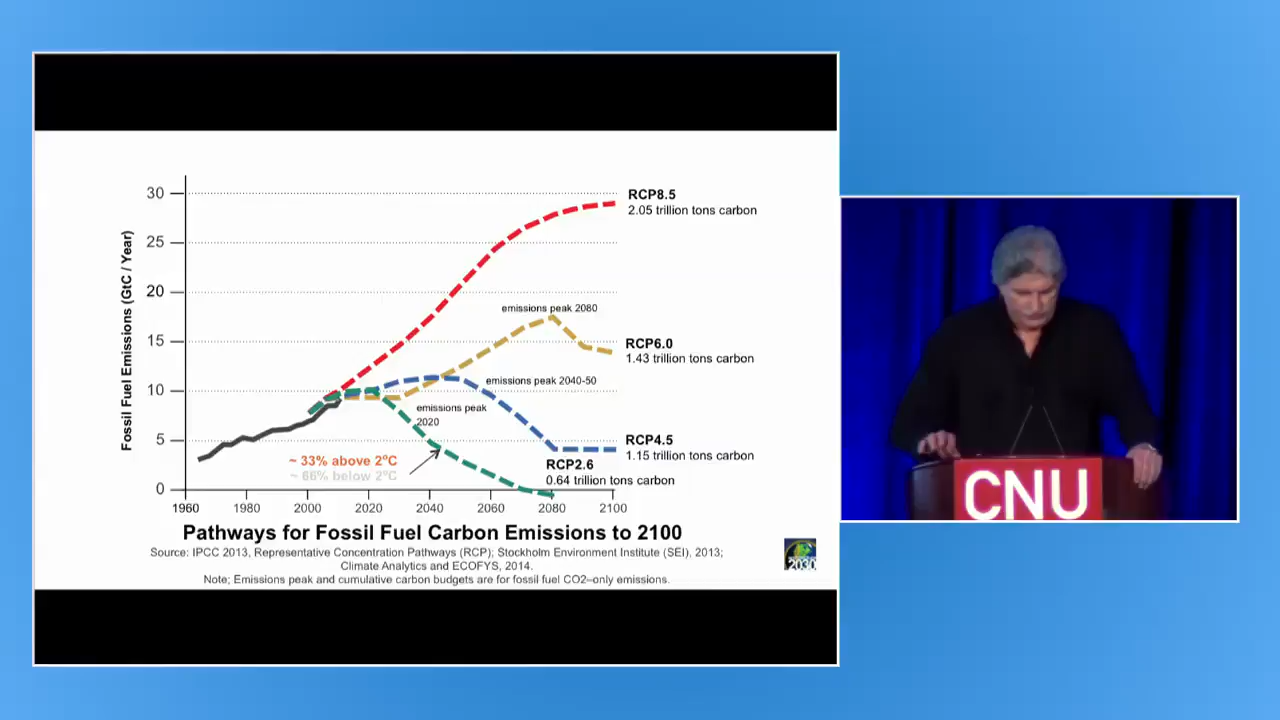 30
25
20
15
10
5
0
Fossil Fuel Emissions (GtC / Year)
1960
1980
2000
2020
2040
2060
2080
2100
RCP8.5
2.05 trillion tons carbon
emissions peak 2080
RCP6.0
1.43 trillion tons carbon
emissions peak 2040-50
emissions peak
2020
RCP4.5
1.15 trillion tons carbon
~ 33% above 2ºC
~ 66% below 2ºC
RCP2.6
0.64 trillion tons carbon
Pathways for Fossil Fuel Carbon Emissions to 2100
Source: IPCC 2013, Representative Concentration Pathways (RCP); Stockholm Environment Institute (SEI), 2013;
Climate Analytics and ECOFYS, 2014.
Note; Emissions peak and cumulative carbon budgets are for fossil fuel CO2–only emissions.
2030
CNU